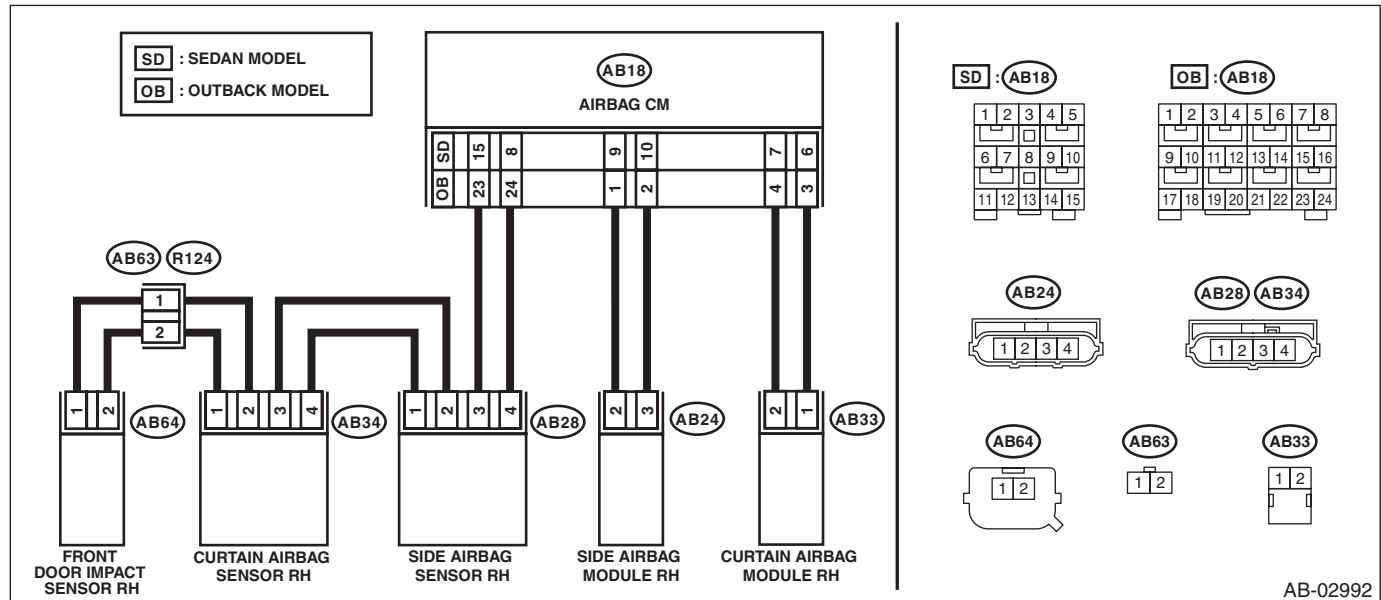 SD : SEDAN MODEL
OB : OUTBACK MODEL
AB18
AIRBAG CM
SD 15 8 9 10 7 6
OB 23 24 1 2 4 3
AB63 R124
1
2
1 2 AB64
1 2 3 4 AB34
1 2 3 4 AB28
2 3 AB24
2 1 AB33
FRONT
DOOR IMPACT
SENSOR RH
CURTAIN AIRBAG
SENSOR RH
SIDE AIRBAG
SENSOR RH
SIDE AIRBAG
MODULE RH
CURTAIN AIRBAG
MODULE RH
SD : AB18
1 2 3 4 5
6 7 8 9 10
11 12 13 14 15
OB : AB18
1 2 3 4 5 6 7 8
9 10 11 12 13 14 15 16
17 18 19 20 21 22 23 24
AB24
1 2 3 4
AB28 AB34
1 2 3 4
AB64
1 2
AB63
1 2
AB33
1 2
AB-02992